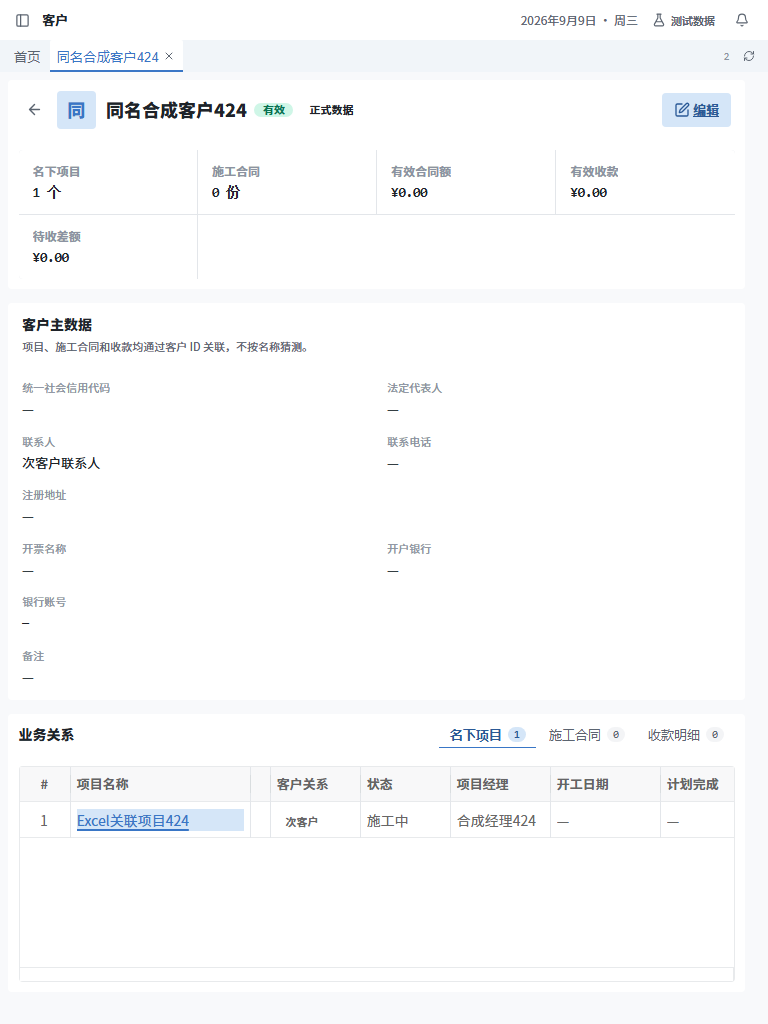 客户
2026年9月9日 • 周三 测试数据
首页 同名合成客户424 × 2
同 同名合成客户424 有效 正式数据 编辑
名下项目 施工合同 有效合同额 有效收款
1 个 0 份 ¥0.00 ¥0.00
待收差额
¥0.00
客户主数据
项目、施工合同和收款均通过客户 ID 关联，不按名称猜测。
统一社会信用代码 法定代表人
— —
联系人 联系电话
次客户联系人 —
注册地址
—
开票名称 开户银行
— —
银行账号
–
备注
—
业务关系 名下项目 1 施工合同 0 收款明细 0
# 项目名称 客户关系 状态 项目经理 开工日期 计划完成
1 Excel关联项目424 次客户 施工中 合成经理424 — —